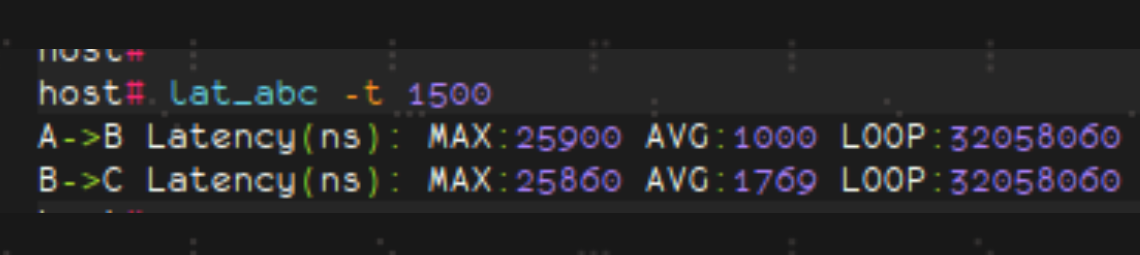 host#
host# lat_abc -t 1500
A->B Latency(ns): MAX:25900 AVG:1000 LOOP:32058060
B->C Latency(ns): MAX:25860 AVG:1769 LOOP:32058060